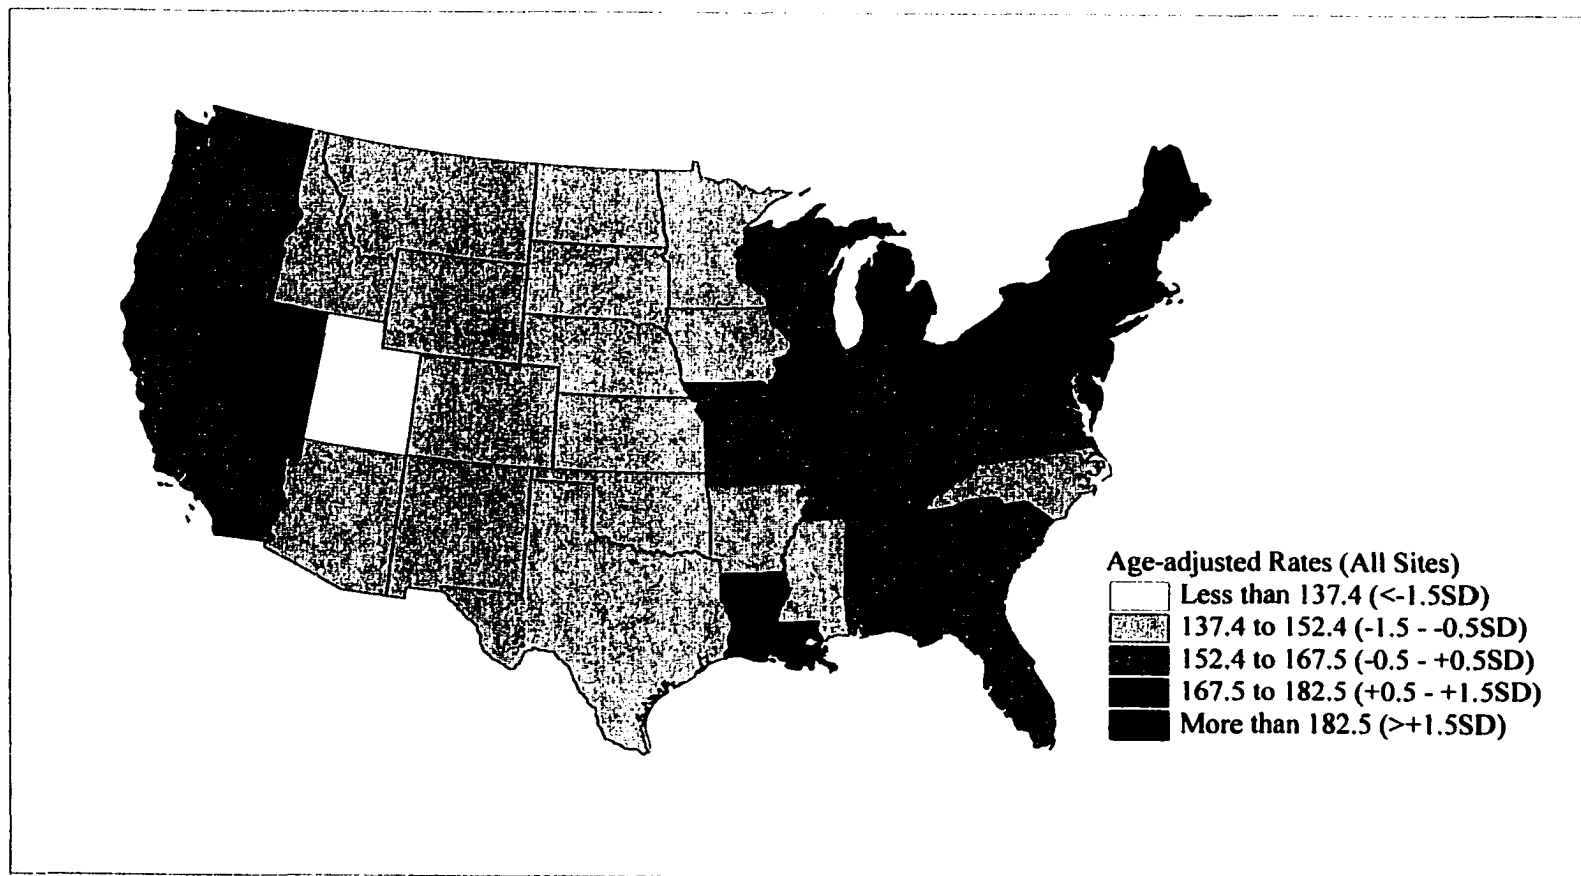 Age-adjusted Rates (All Sites)
Less than 137.4 (<-1.5SD)
137.4 to 152.4 (-1.5 - -0.5SD)
152.4 to 167.5 (-0.5 - +0.5SD)
167.5 to 182.5 (+0.5 - +1.5SD)
More than 182.5 (>+1.5SD)